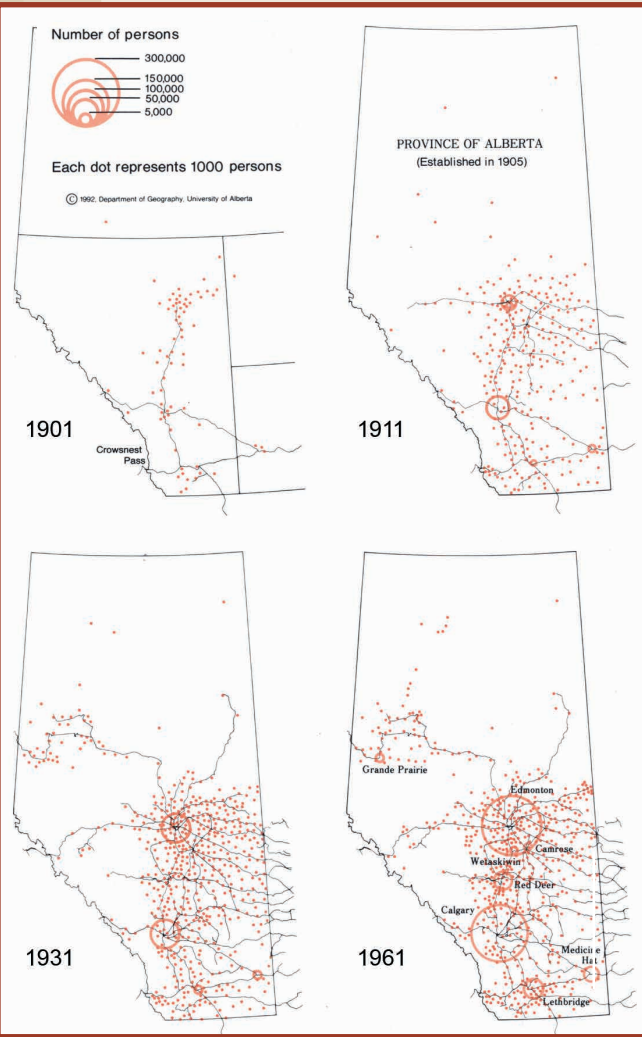 Number of persons
300,000
150,000
100,000
50,000
5,000
Each dot represents 1000 persons
© 1992, Department of Geography, University of Alberta
1901
Crowsnest
Pass
PROVINCE OF ALBERTA
(Established in 1905)
1911
1931
Grande Prairie
Edmonton
Camrose
Wetaskiwin
Red Deer
Calgary
1961
Medicine
Hat
Lethbridge